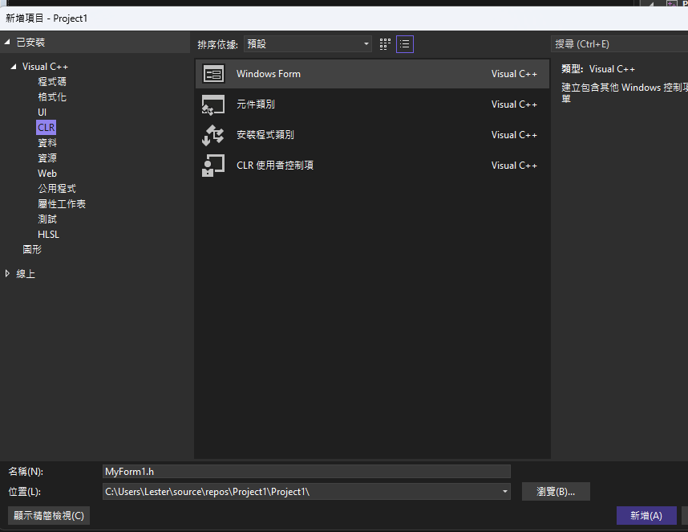 新增項目 - Project1
已安裝
排序依據: 預設
搜尋 (Ctrl+E)
Visual C++
程式碼
格式化
UI
CLR
資料
資源
Web
公用程式
屬性工作表
測試
HLSL
圖形
線上
Windows Form Visual C++
元件類別 Visual C++
安裝程式類別 Visual C++
CLR 使用者控制項 Visual C++
類型: Visual C++
建立包含其他 Windows 控制項
單
名稱(N): MyForm1.h
位置(L): C:\Users\Lester\source\repos\Project1\Project1\
瀏覽(B)...
顯示精簡檢視(C)
新增(A)